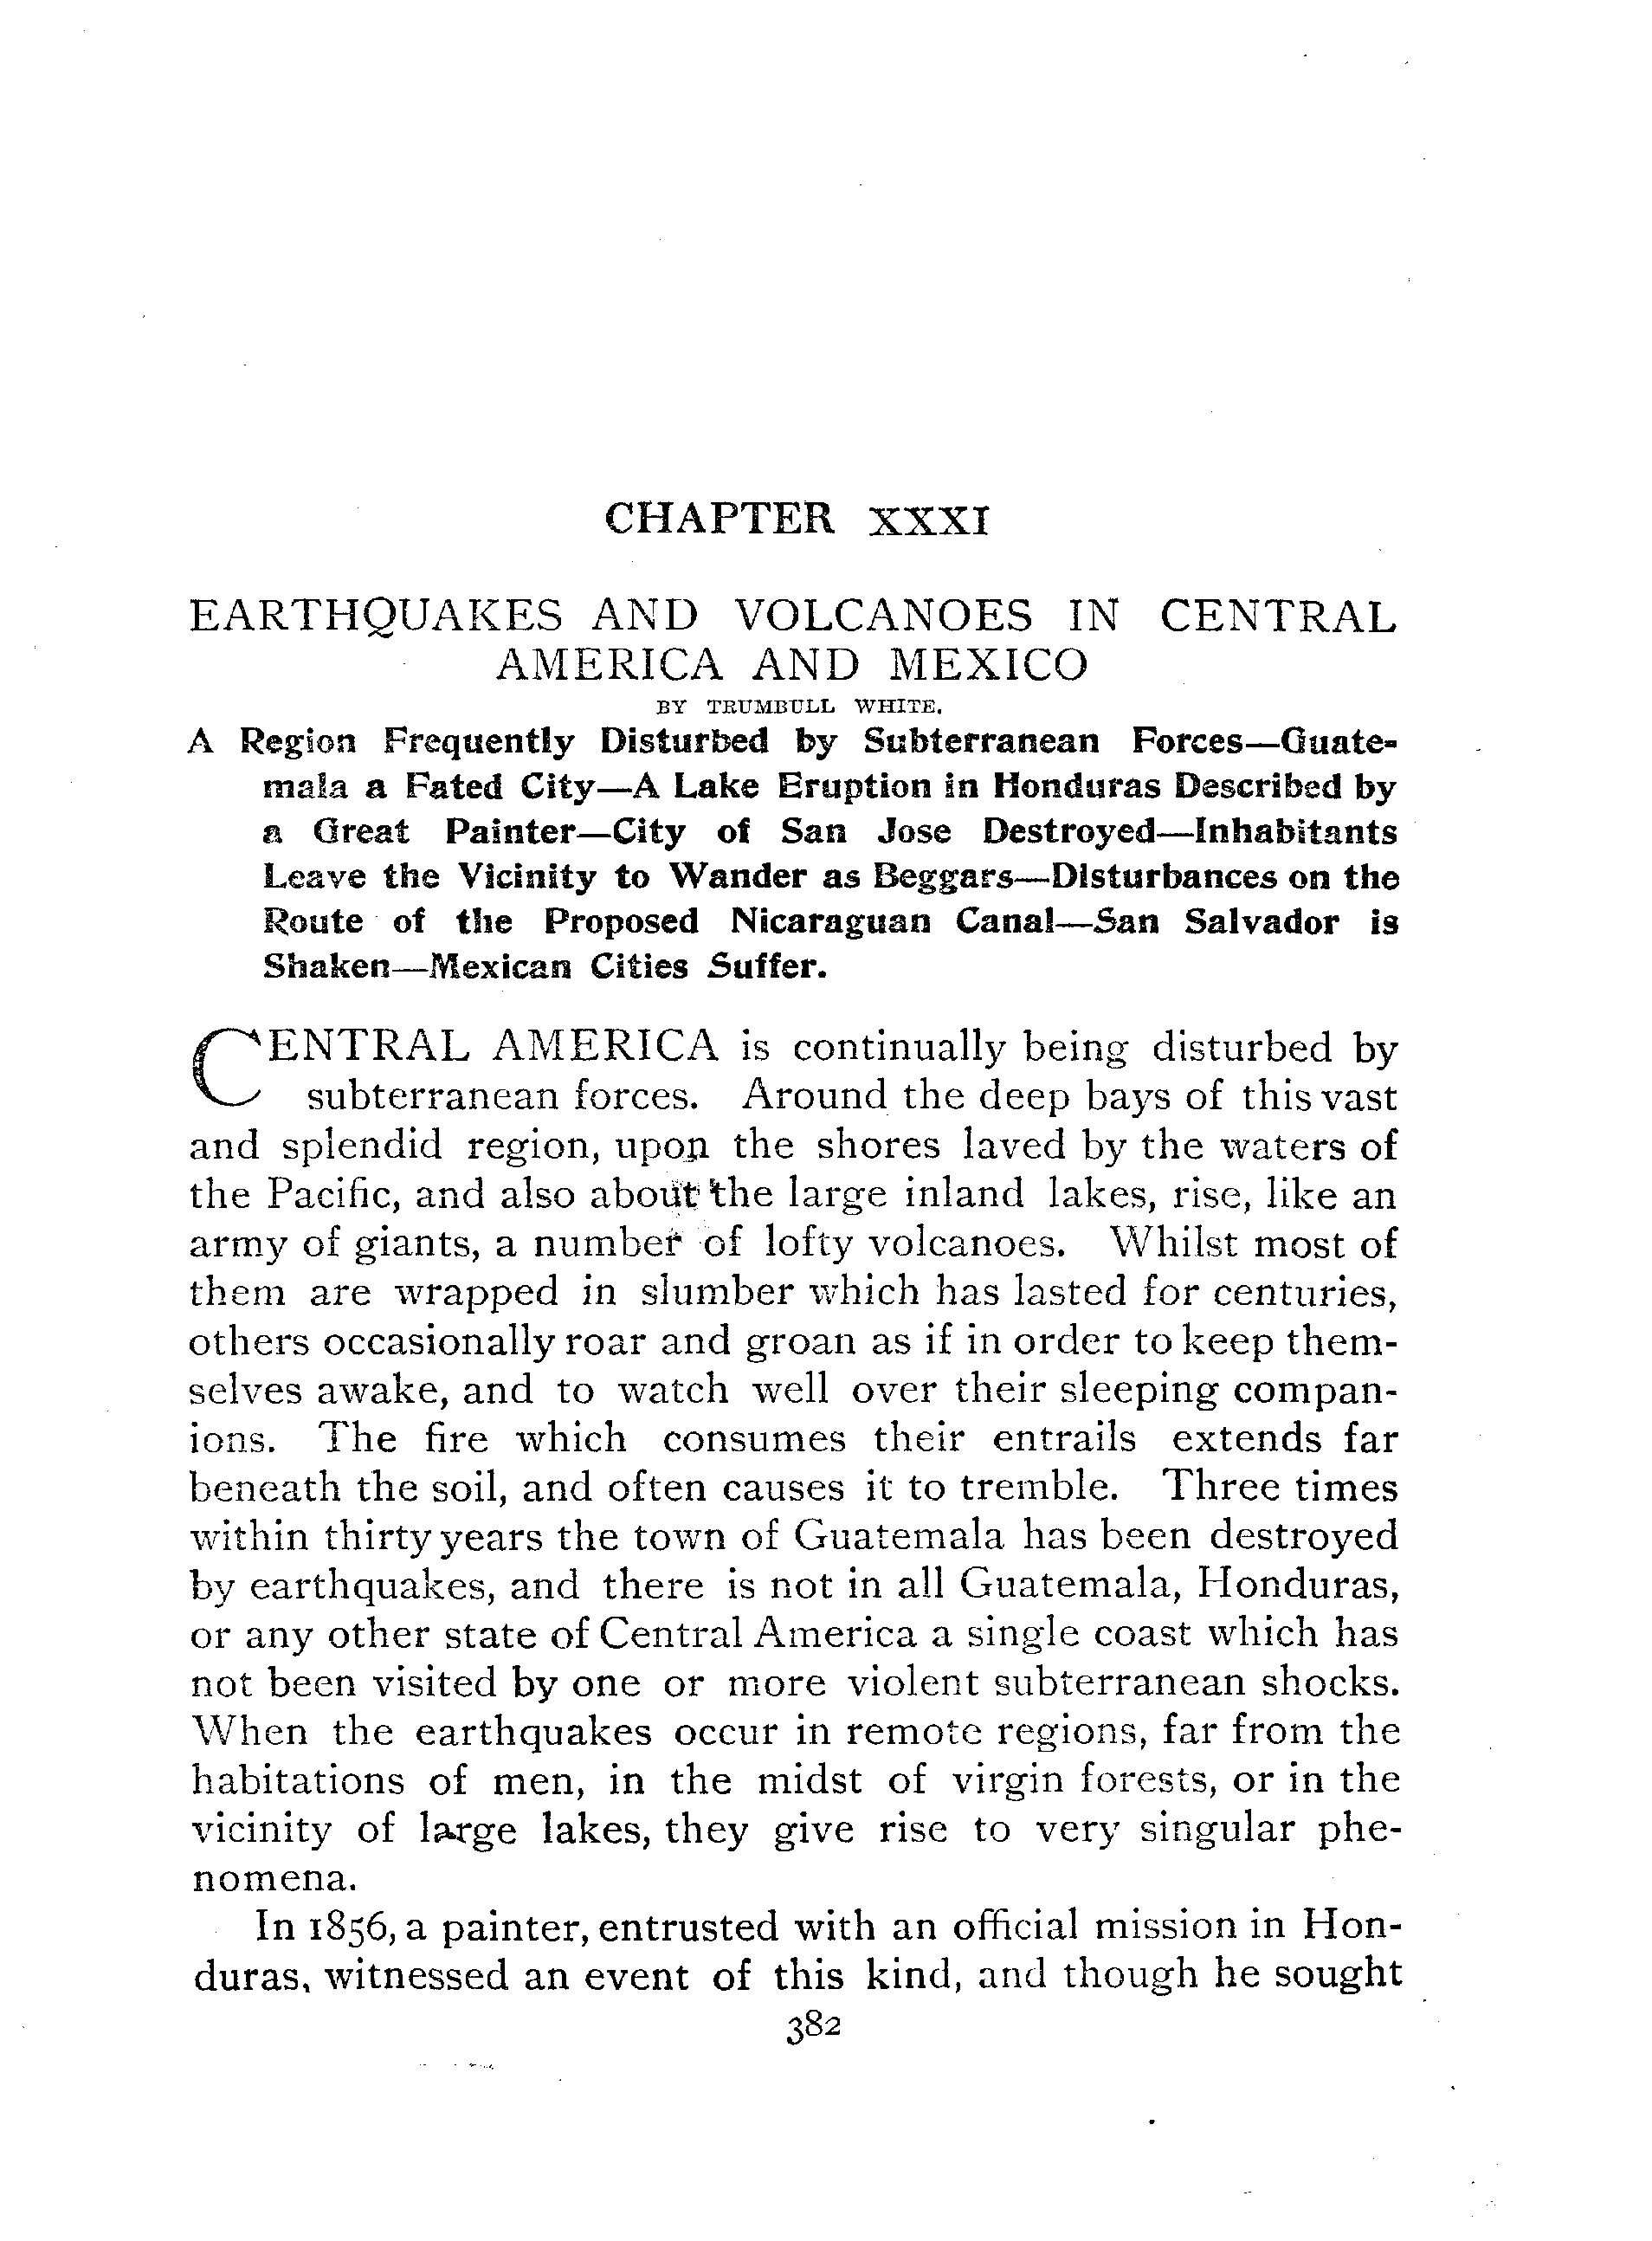 CHAPTER XXXI
EARTHQUAKES AND VOLCANOES IN CENTRAL
AMERICA AND MEXICO
BY TRUMBULL WHITE.
A Region Frequently Disturbed by Subterranean Forces—Guate-
mala a Fated City—A Lake Eruption in Honduras Described by
a Great Painter—City of San Jose Destroyed—Inhabitants
Leave the Vicinity to Wander as Beggars—Disturbances on the
Route of the Proposed Nicaraguan Canal—San Salvador is
Shaken—Mexican Cities Suffer.
CENTRAL AMERICA is continually being disturbed by
subterranean forces. Around the deep bays of this vast
and splendid region, upon the shores laved by the waters of
the Pacific, and also about the large inland lakes, rise, like an
army of giants, a number of lofty volcanoes. Whilst most of
them are wrapped in slumber which has lasted for centuries,
others occasionally roar and groan as if in order to keep them-
selves awake, and to watch well over their sleeping compan-
ions. The fire which consumes their entrails extends far
beneath the soil, and often causes it to tremble. Three times
within thirty years the town of Guatemala has been destroyed
by earthquakes, and there is not in all Guatemala, Honduras,
or any other state of Central America a single coast which has
not been visited by one or more violent subterranean shocks.
When the earthquakes occur in remote regions, far from the
habitations of men, in the midst of virgin forests, or in the
vicinity of large lakes, they give rise to very singular phe-
nomena.
In 1856, a painter, entrusted with an official mission in Hon-
duras, witnessed an event of this kind, and though he sought
382